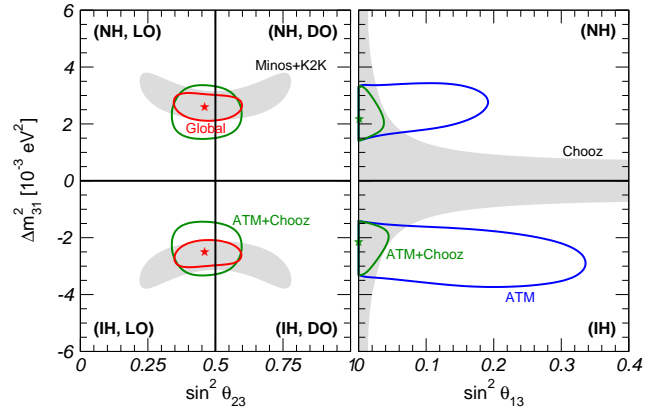 (NH, LO) (NH, DO) (NH)
Minos+K2K
Global
Chooz
ATM+Chooz
ATM+Chooz
ATM
(IH, LO) (IH, DO) (IH)
Δm²₃₁ [10⁻³ eV²]
6
4
2
0
-2
-4
-6
0 0.25 0.5 0.75 1
0 0.1 0.2 0.3 0.4
sin² θ₂₃
sin² θ₁₃